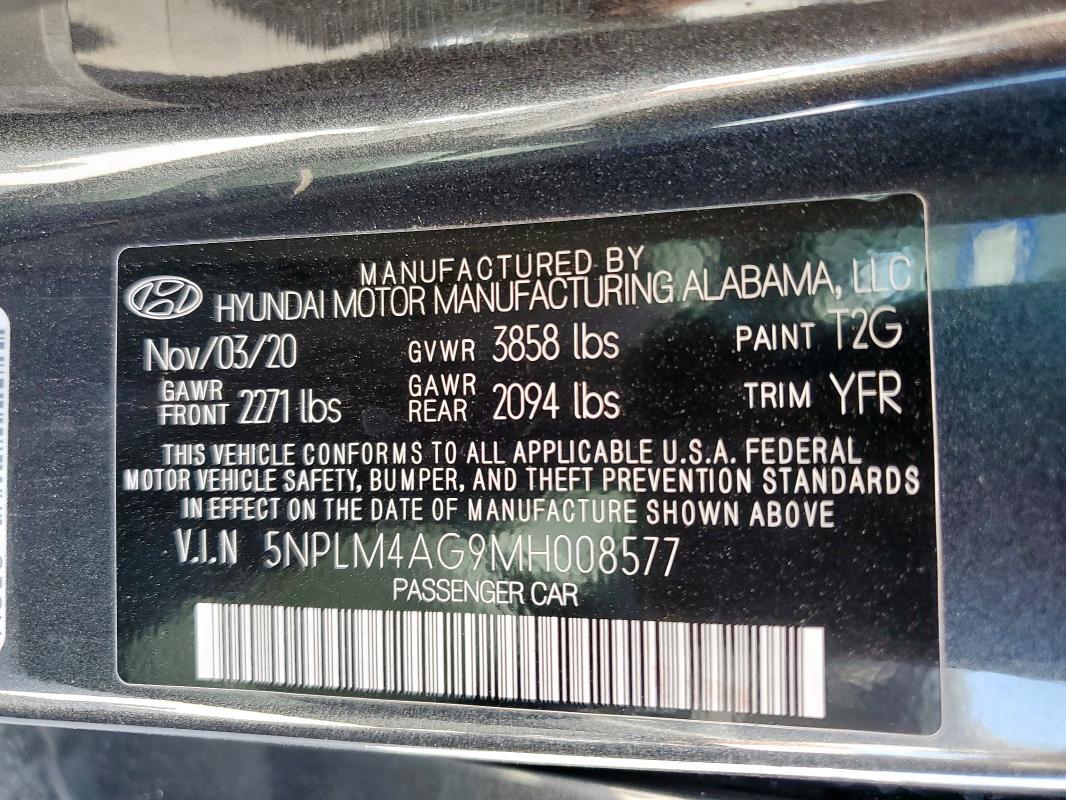 MANUFACTURED BY
HYUNDAI MOTOR MANUFACTURING ALABAMA, LLC
Nov/03/20 GVWR 3858 lbs PAINT T2G
GAWR FRONT 2271 lbs GAWR REAR 2094 lbs TRIM YFR
THIS VEHICLE CONFORMS TO ALL APPLICABLE U.S.A. FEDERAL
MOTOR VEHICLE SAFETY, BUMPER, AND THEFT PREVENTION STANDARDS
IN EFFECT ON THE DATE OF MANUFACTURE SHOWN ABOVE
V.I.N 5NPLM4AG9MH008577
PASSENGER CAR